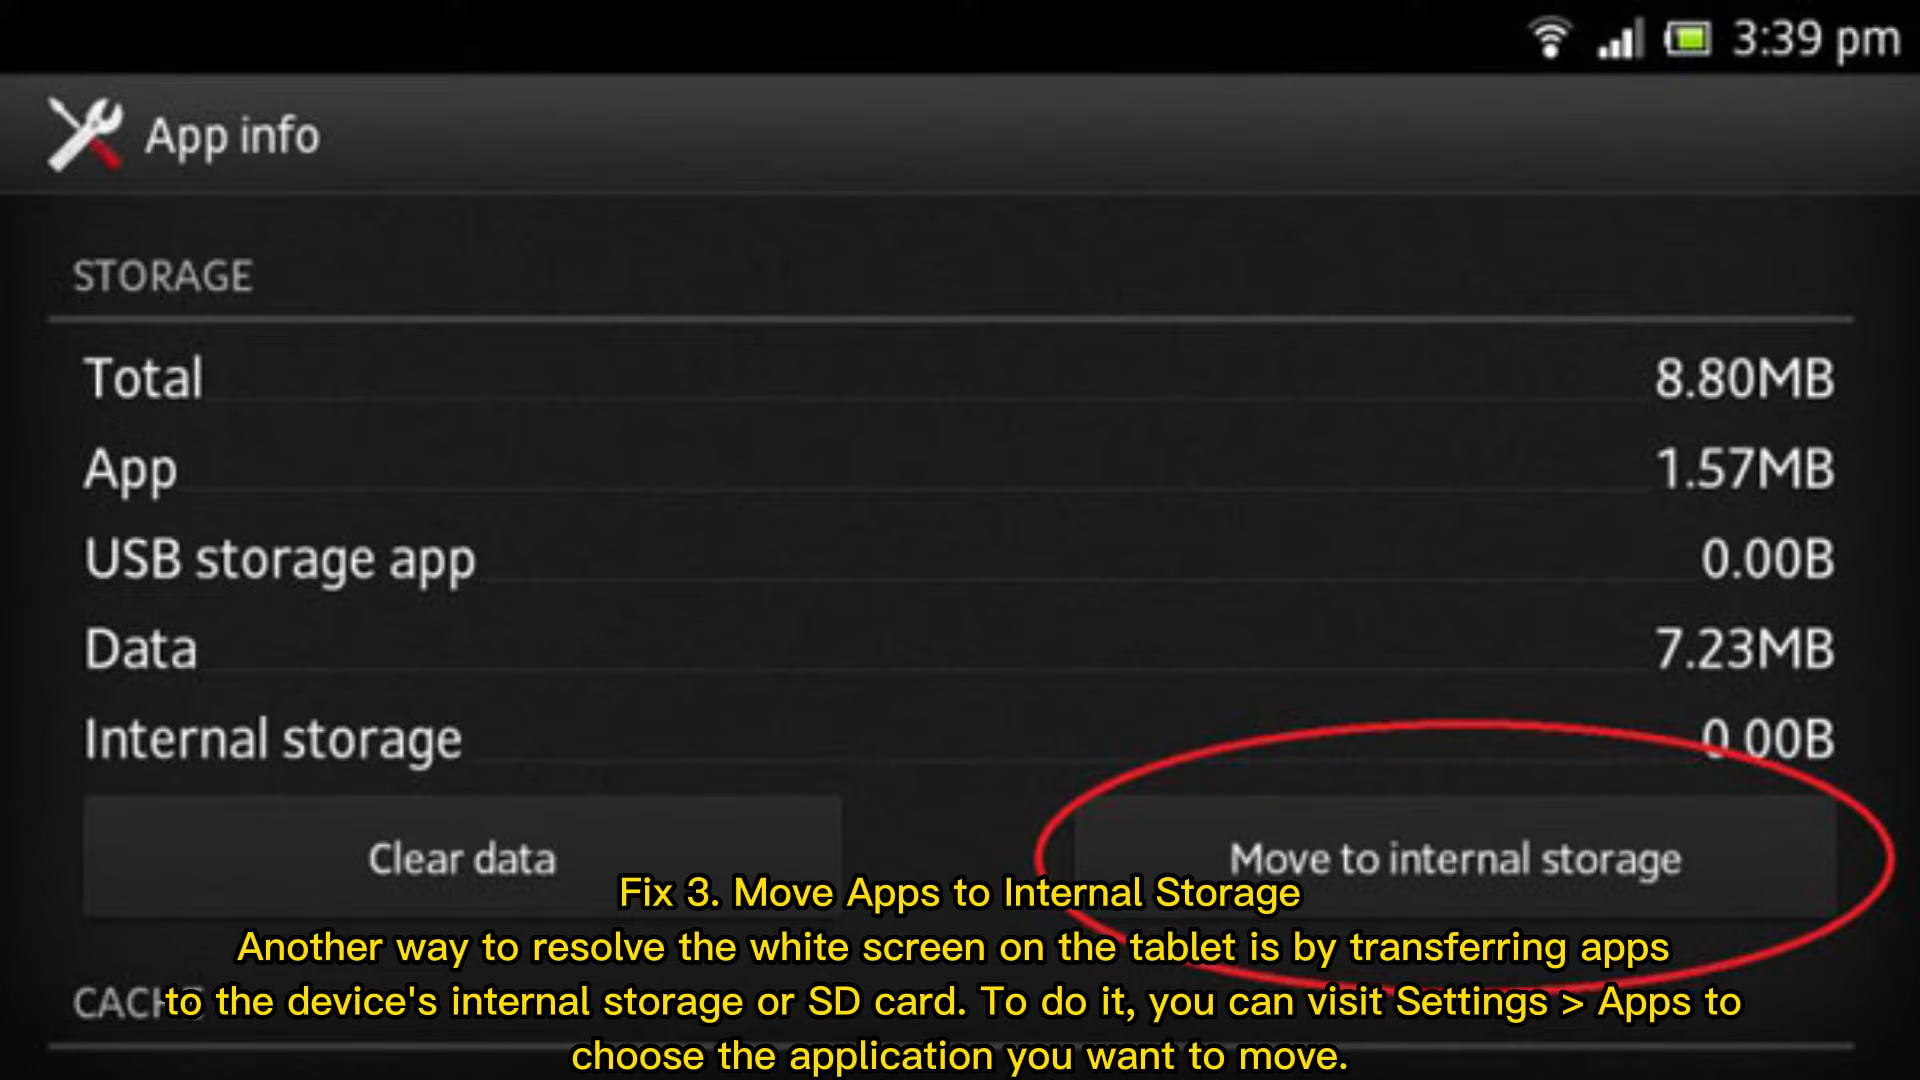 3:39 pm
App info
STORAGE
Total 8.80MB
App 1.57MB
USB storage app 0.00B
Data 7.23MB
Internal storage 0.00B
Clear data Move to internal storage
Fix 3. Move Apps to Internal Storage
Another way to resolve the white screen on the tablet is by transferring apps
to the device's internal storage or SD card. To do it, you can visit Settings > Apps to
choose the application you want to move.
CACHE